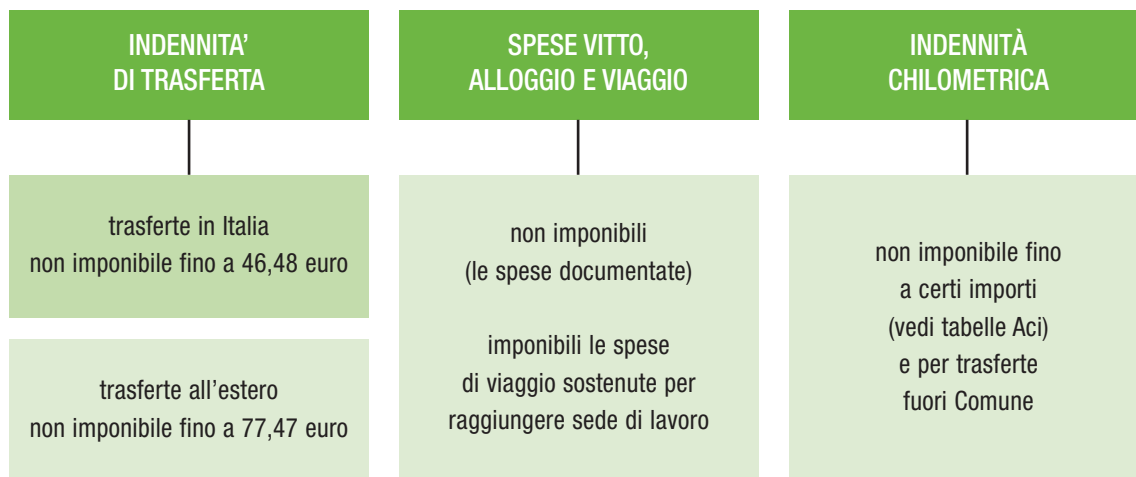 INDENNITA'
DI TRASFERTA
trasferte in Italia
non imponibile fino a 46,48 euro
trasferte all'estero
non imponibile fino a 77,47 euro
SPESE VITTO,
ALLOGGIO E VIAGGIO
non imponibili
(le spese documentate)
imponibili le spese
di viaggio sostenute per
raggiungere sede di lavoro
INDENNITÀ
CHILOMETRICA
non imponibile fino
a certi importi
(vedi tabelle Aci)
e per trasferte
fuori Comune